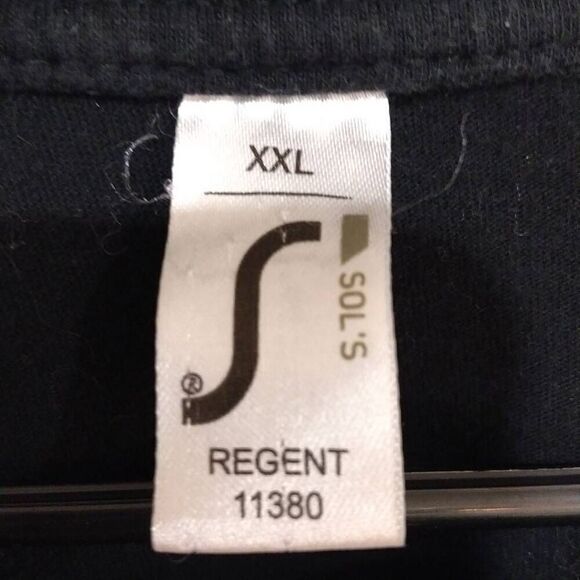 XXL
SOL'S
®
REGENT
11380